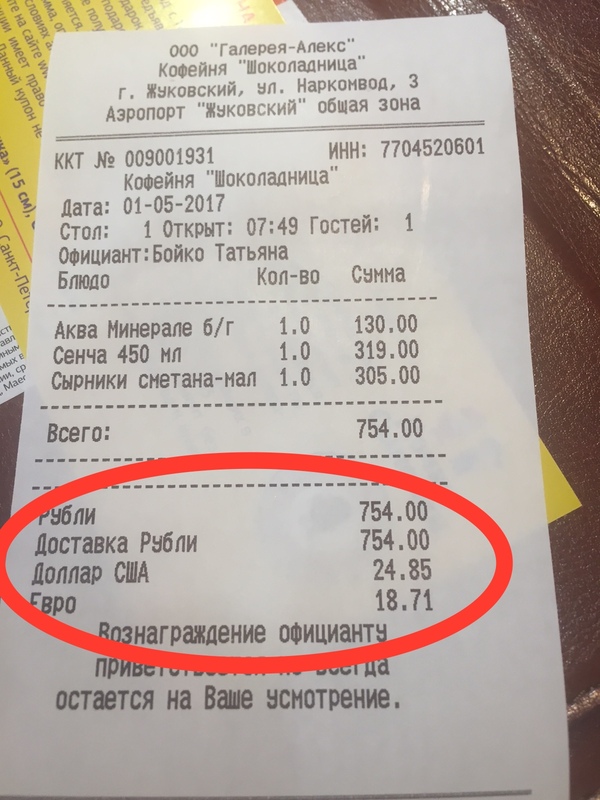 ООО "Галерея-Алекс"
Кофейня "Шоколадница"
г. Жуковский, ул. Наркомвод, 3
Аэропорт "Жуковский" общая зона
ККТ № 009001931 ИНН: 7704520601
Кофейня "Шоколадница"
Дата: 01-05-2017
Стол: 1 Открыт: 07:49 Гостей: 1
Официант:Бойко Татьяна
Блюдо Кол-во Сумма
Аква Минерале б/г 1.0 130.00
Сенча 450 мл 1.0 319.00
Сырники сметана-мал 1.0 305.00
Всего: 754.00
Рубли 754.00
Доставка Рубли 754.00
Доллар США 24.85
Евро 18.71
Вознаграждение официанту
приветствуется но всегда
остается на Ваше усмотрение.
(15 см),
Санкт-Петер